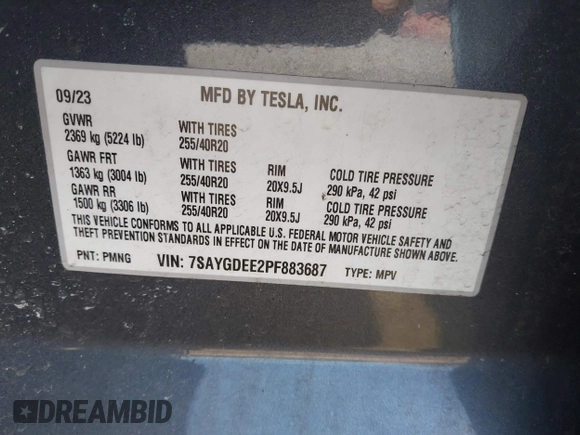 09/23 MFD BY TESLA, INC.
GVWR
2369 kg (5224 lb) WITH TIRES 255/40R20
GAWR FRT
1363 kg (3004 lb) WITH TIRES 255/40R20 RIM 20X9.5J COLD TIRE PRESSURE 290 kPa, 42 psi
GAWR RR
1500 kg (3306 lb) WITH TIRES 255/40R20 RIM 20X9.5J COLD TIRE PRESSURE 290 kPa, 42 psi
THIS VEHICLE CONFORMS TO ALL APPLICABLE U.S. FEDERAL MOTOR VEHICLE SAFETY AND
THEFT PREVENTION STANDARDS IN EFFECT ON THE DATE OF MANUFACTURE SHOWN ABOVE.
PNT: PMNG VIN: 7SAYGDEE2PF883687 TYPE: MPV
DREAMBID